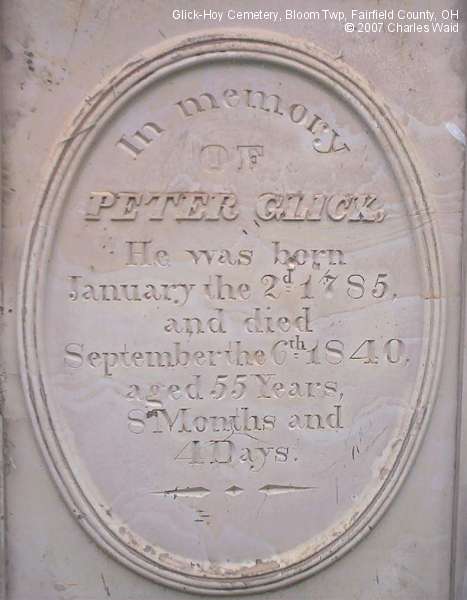 Glick-Hoy Cemetery, Bloom Twp, Fairfield County, OH
© 2007 Charles Waid
In memory
OF
PETER GLICK,
He was born
January the 2d 1785,
and died
September the 6th 1840,
aged 55 Years,
8 Months and
4 Days.